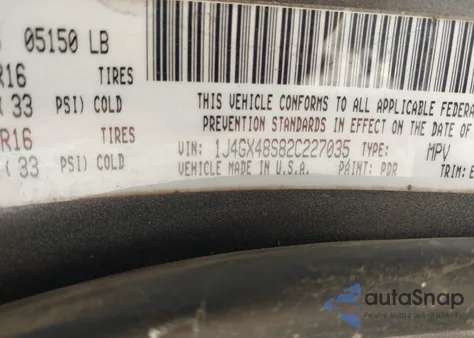 05150 LB
R16 TIRES
( 33 PSI) COLD
R16 TIRES
( 33 PSI) COLD
THIS VEHICLE CONFORMS TO ALL APPLICABLE FEDERA
PREVENTION STANDARDS IN EFFECT ON THE DATE OF
VIN: 1J4GX48S82C227035 TYPE: MPV
VEHICLE MADE IN U.S.A. PAINT: PDR TRIM:
autoSnap